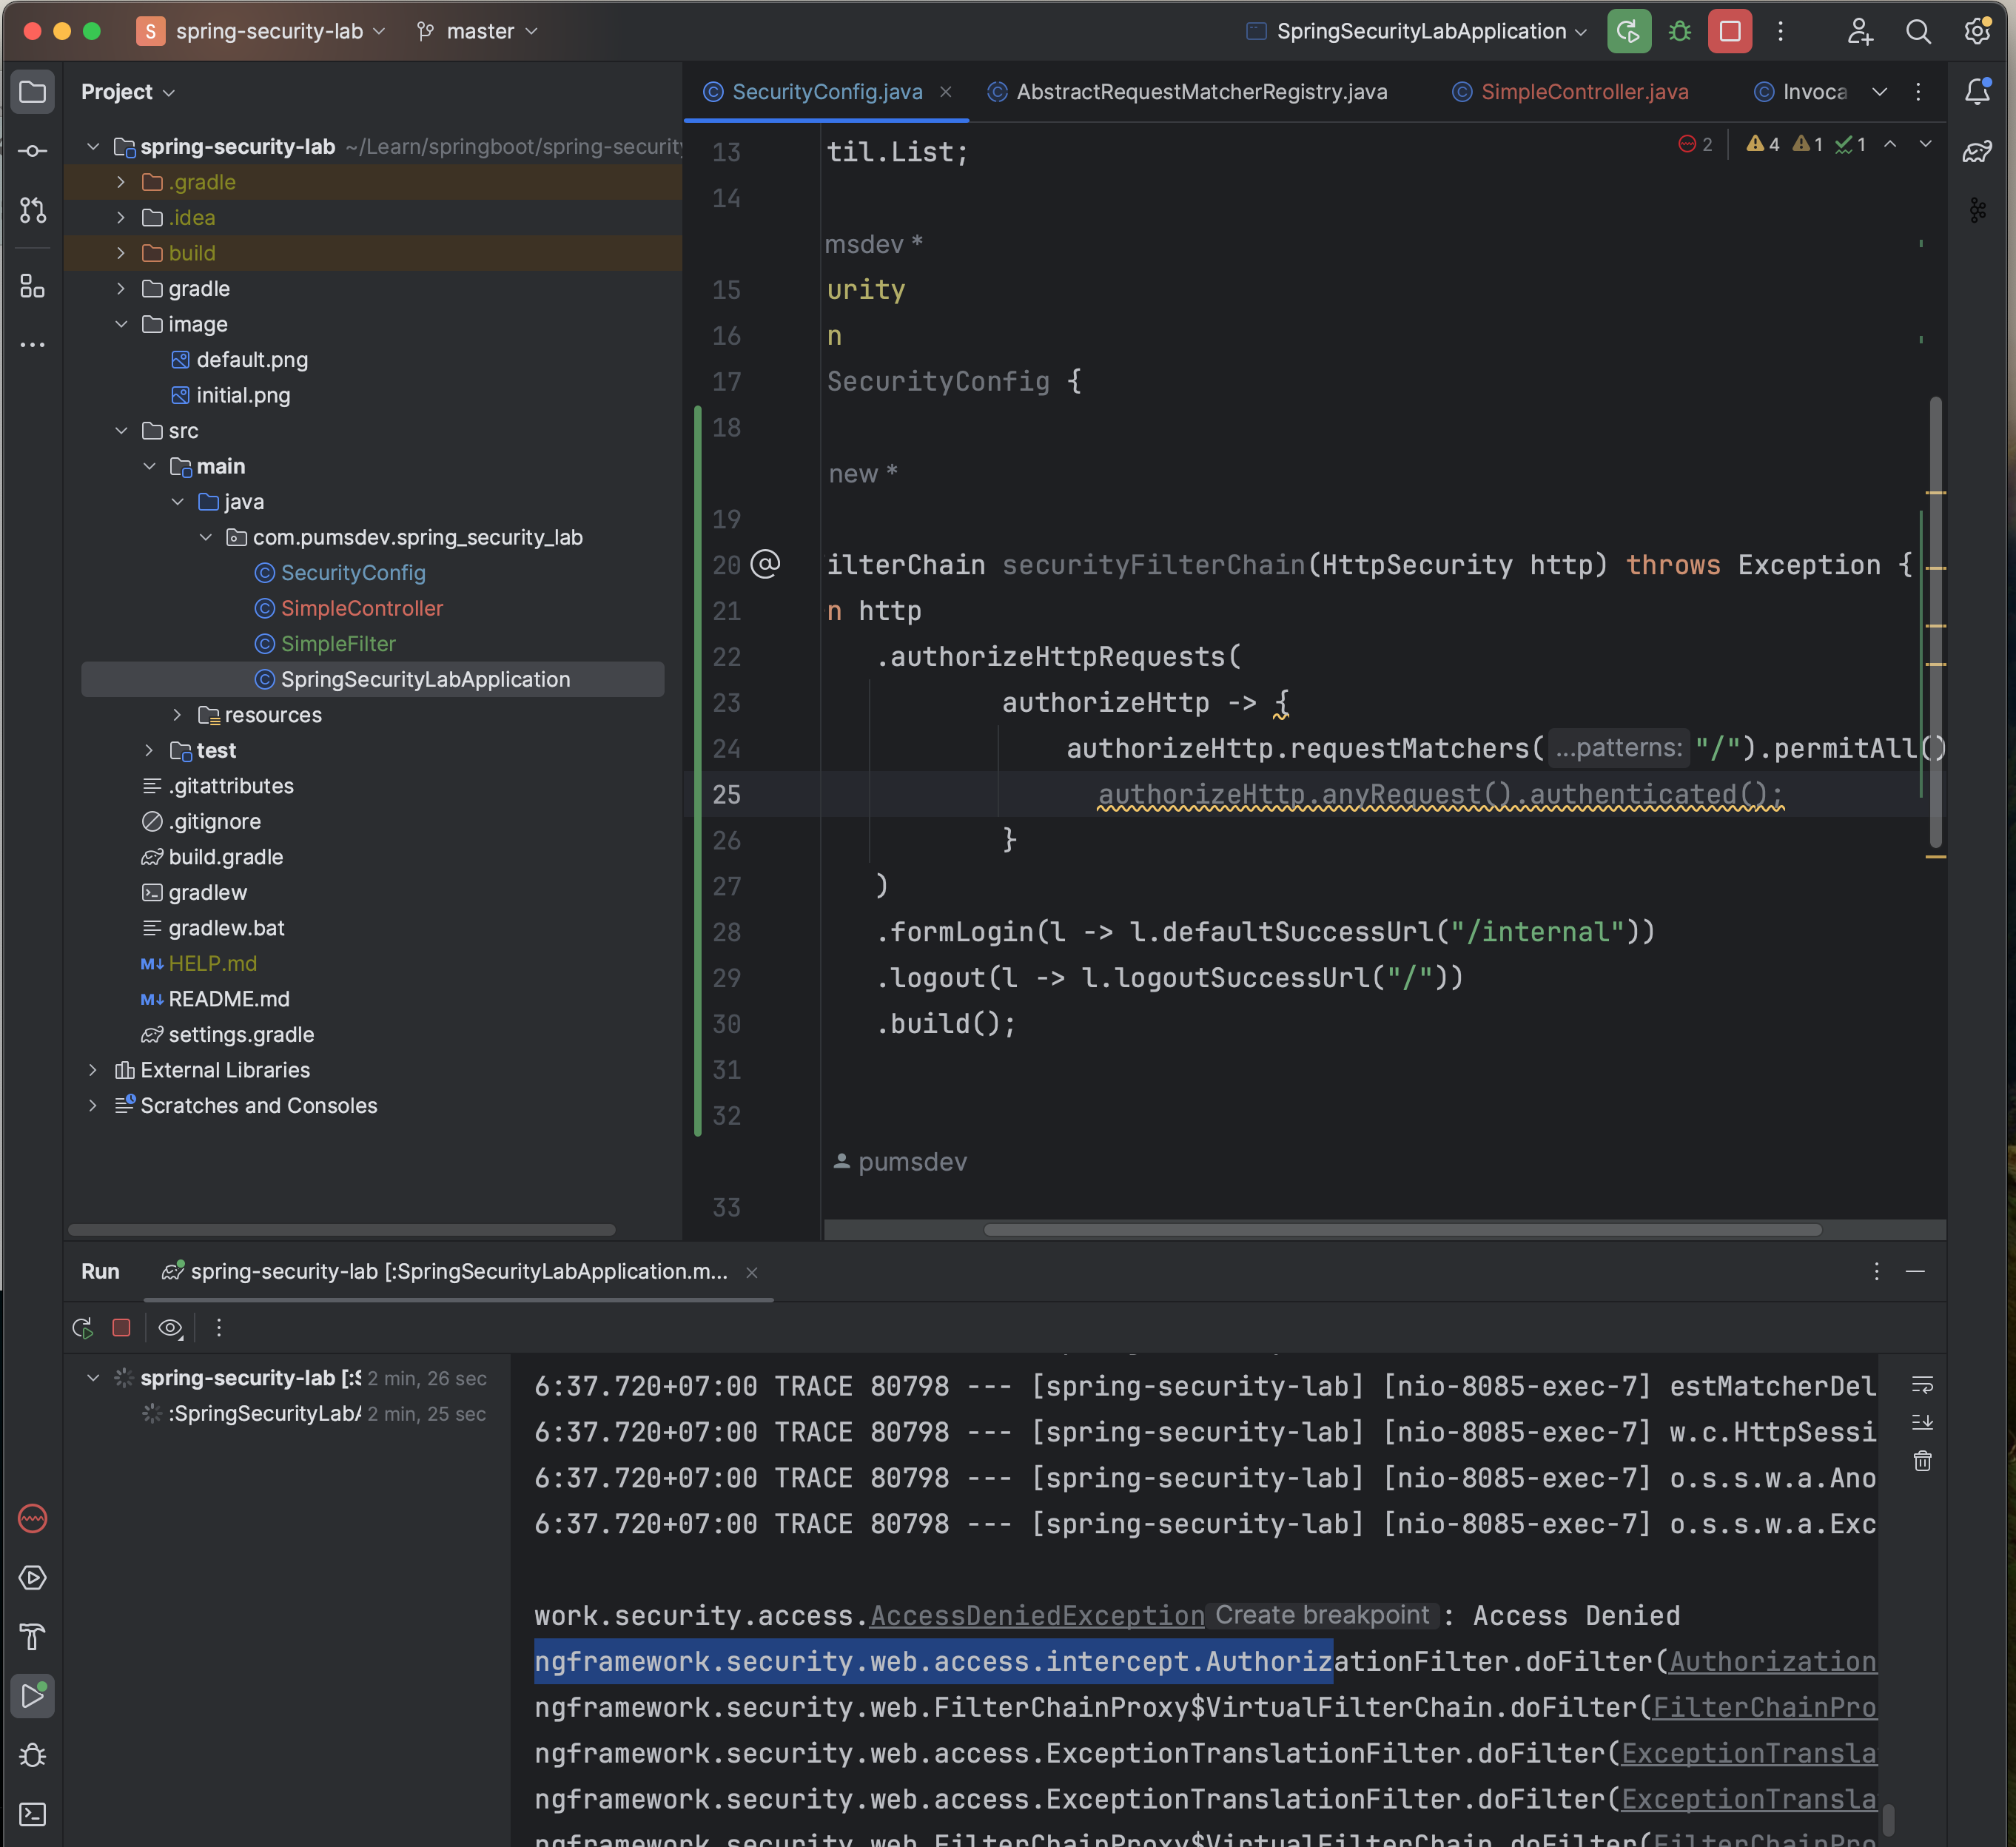 S spring-security-lab master SpringSecurityLabApplication
Project
spring-security-lab ~/Learn/springboot/spring-security
.gradle
.idea
build
gradle
image
default.png
initial.png
src
main
java
com.pumsdev.spring_security_lab
SecurityConfig
SimpleController
SimpleFilter
SpringSecurityLabApplication
resources
test
.gitattributes
.gitignore
build.gradle
gradlew
gradlew.bat
M↓ HELP.md
M↓ README.md
settings.gradle
External Libraries
Scratches and Consoles
SecurityConfig.java AbstractRequestMatcherRegistry.java SimpleController.java Invoca
2 4 1 1
13 til.List;
14
msdev *
15 urity
16 n
17 SecurityConfig {
18
new *
19
20 @ ilterChain securityFilterChain(HttpSecurity http) throws Exception {
21 n http
22 .authorizeHttpRequests(
23 authorizeHttp -> {
24 authorizeHttp.requestMatchers( ...patterns: "/").permitAll()
25 authorizeHttp.anyRequest().authenticated();
26 }
27 )
28 .formLogin(l -> l.defaultSuccessUrl("/internal"))
29 .logout(l -> l.logoutSuccessUrl("/"))
30 .build();
31
32
pumsdev
33
Run spring-security-lab [:SpringSecurityLabApplication.m...
spring-security-lab [:S 2 min, 26 sec
:SpringSecurityLabA 2 min, 25 sec
6:37.720+07:00 TRACE 80798 --- [spring-security-lab] [nio-8085-exec-7] estMatcherDel
6:37.720+07:00 TRACE 80798 --- [spring-security-lab] [nio-8085-exec-7] w.c.HttpSessi
6:37.720+07:00 TRACE 80798 --- [spring-security-lab] [nio-8085-exec-7] o.s.s.w.a.Ano
6:37.720+07:00 TRACE 80798 --- [spring-security-lab] [nio-8085-exec-7] o.s.s.w.a.Exc
work.security.access.AccessDeniedException Create breakpoint : Access Denied
ngframework.security.web.access.intercept.AuthorizationFilter.doFilter(Authorization
ngframework.security.web.FilterChainProxy$VirtualFilterChain.doFilter(FilterChainPro
ngframework.security.web.access.ExceptionTranslationFilter.doFilter(ExceptionTransla
ngframework.security.web.access.ExceptionTranslationFilter.doFilter(ExceptionTransla
ngframework.security.web.FilterChainProxy$VirtualFilterChain.doFilter(FilterChainPro